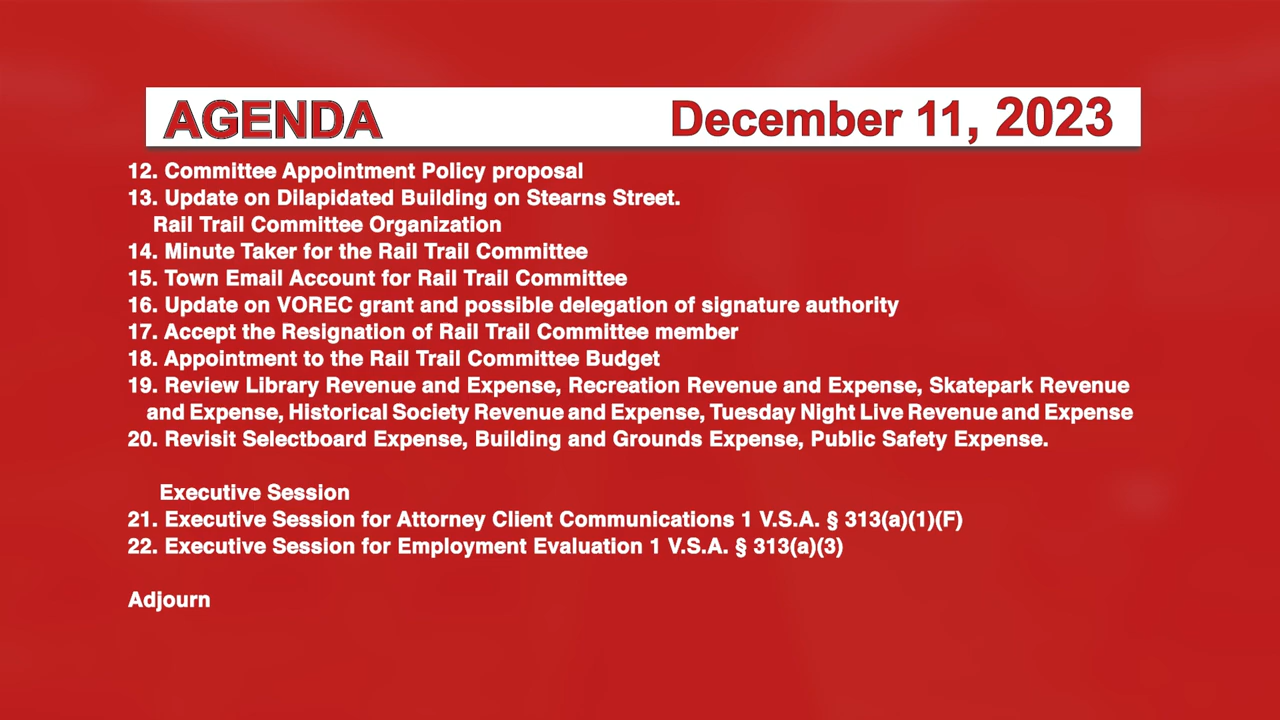 AGENDA December 11, 2023
12. Committee Appointment Policy proposal
13. Update on Dilapidated Building on Stearns Street.
Rail Trail Committee Organization
14. Minute Taker for the Rail Trail Committee
15. Town Email Account for Rail Trail Committee
16. Update on VOREC grant and possible delegation of signature authority
17. Accept the Resignation of Rail Trail Committee member
18. Appointment to the Rail Trail Committee Budget
19. Review Library Revenue and Expense, Recreation Revenue and Expense, Skatepark Revenue
and Expense, Historical Society Revenue and Expense, Tuesday Night Live Revenue and Expense
20. Revisit Selectboard Expense, Building and Grounds Expense, Public Safety Expense.
Executive Session
21. Executive Session for Attorney Client Communications 1 V.S.A. § 313(a)(1)(F)
22. Executive Session for Employment Evaluation 1 V.S.A. § 313(a)(3)
Adjourn